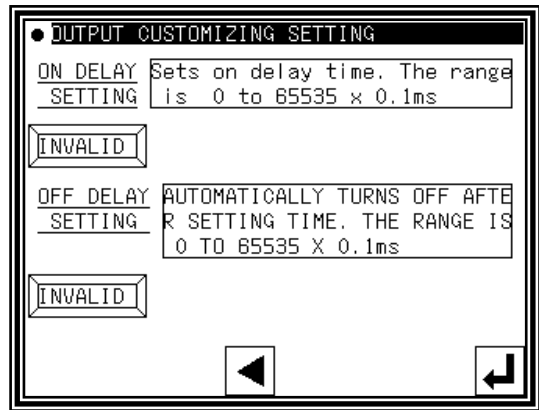 ● OUTPUT CUSTOMIZING SETTING
ON DELAY
SETTING
Sets on delay time. The range
is 0 to 65535 x 0.1ms
INVALID
OFF DELAY
SETTING
AUTOMATICALLY TURNS OFF AFTE
R SETTING TIME. THE RANGE IS
0 TO 65535 X 0.1ms
INVALID